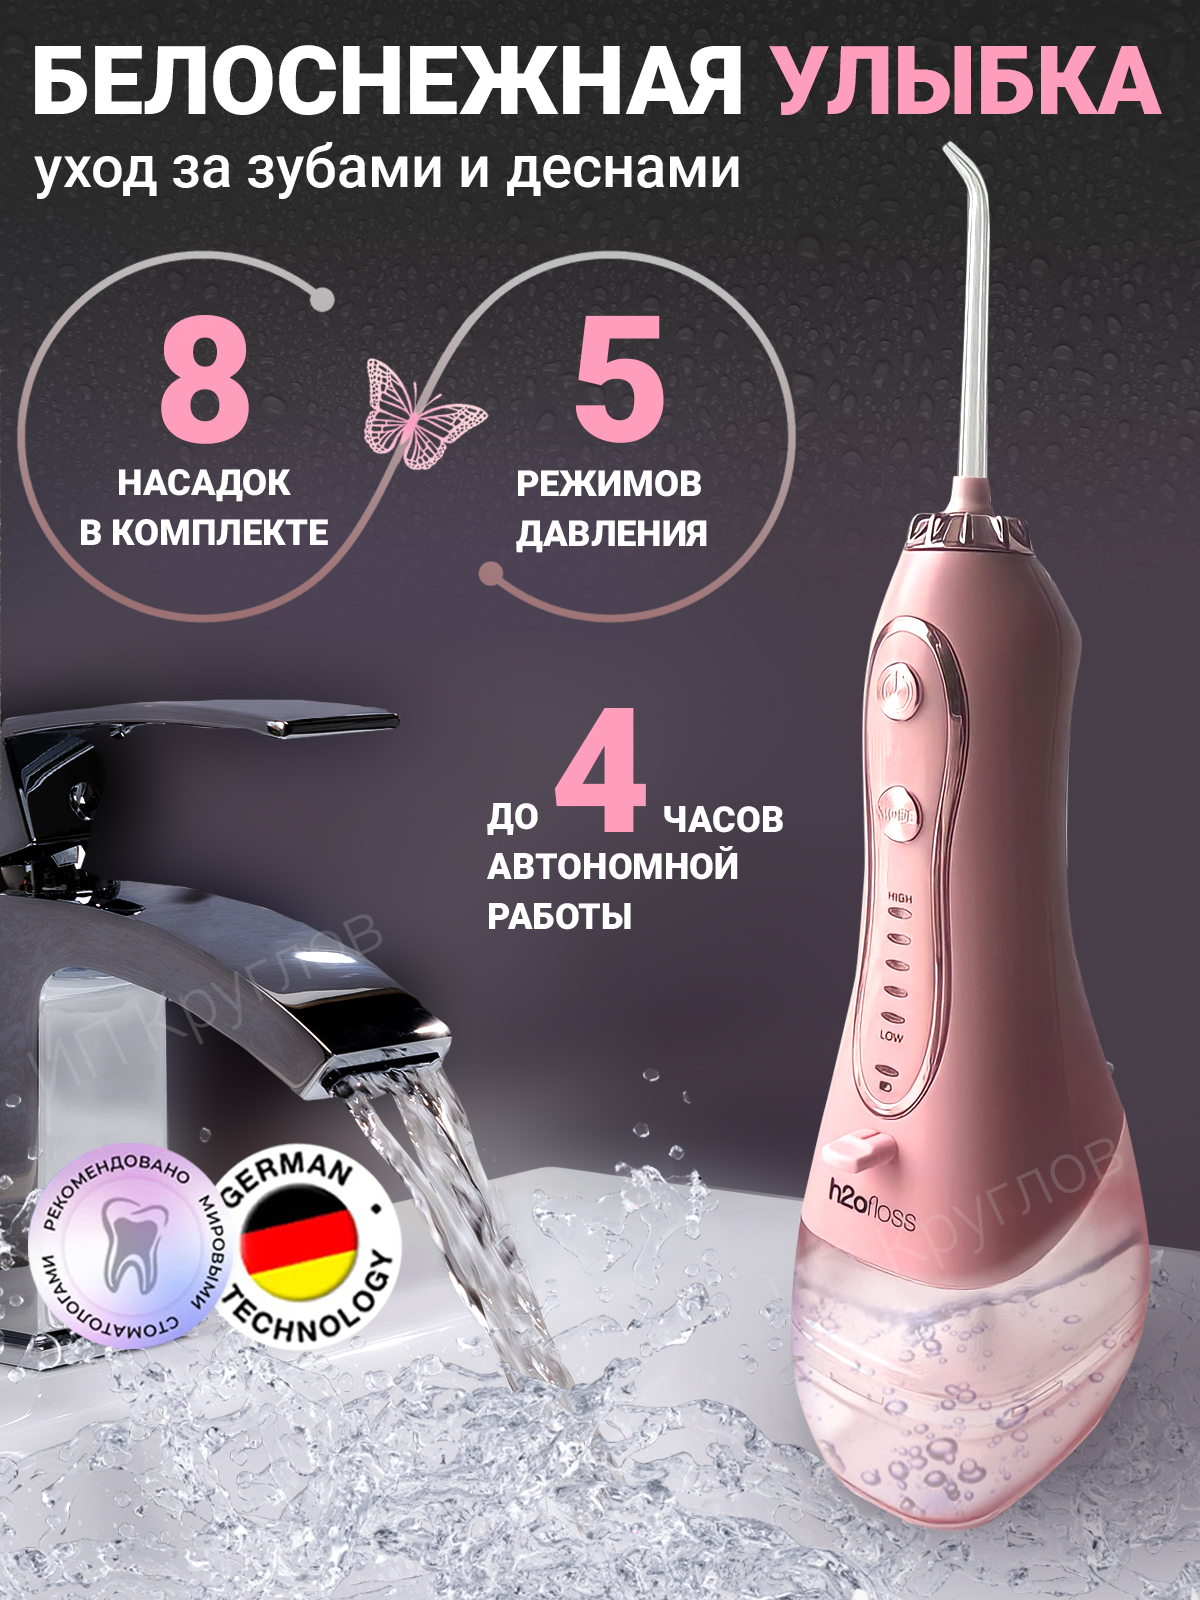 БЕЛОСНЕЖНАЯ УЛЫБКА
уход за зубами и деснами
8
НАСАДОК
В КОМПЛЕКТЕ
5
РЕЖИМОВ
ДАВЛЕНИЯ
ДО 4 ЧАСОВ
АВТОНОМНОЙ
РАБОТЫ
MODE
HIGH
LOW
h2ofloss
ИП Круглов
Круглов
РЕКОМЕНДОВАНО
МИРОВЫМИ
СТОМАТОЛОГАМИ
GERMAN
TECHNOLOGY